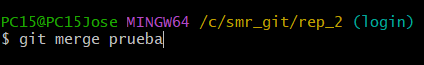 PC15@PC15Jose MINGW64 /c/smr_git/rep_2 (login)
$ git merge prueba